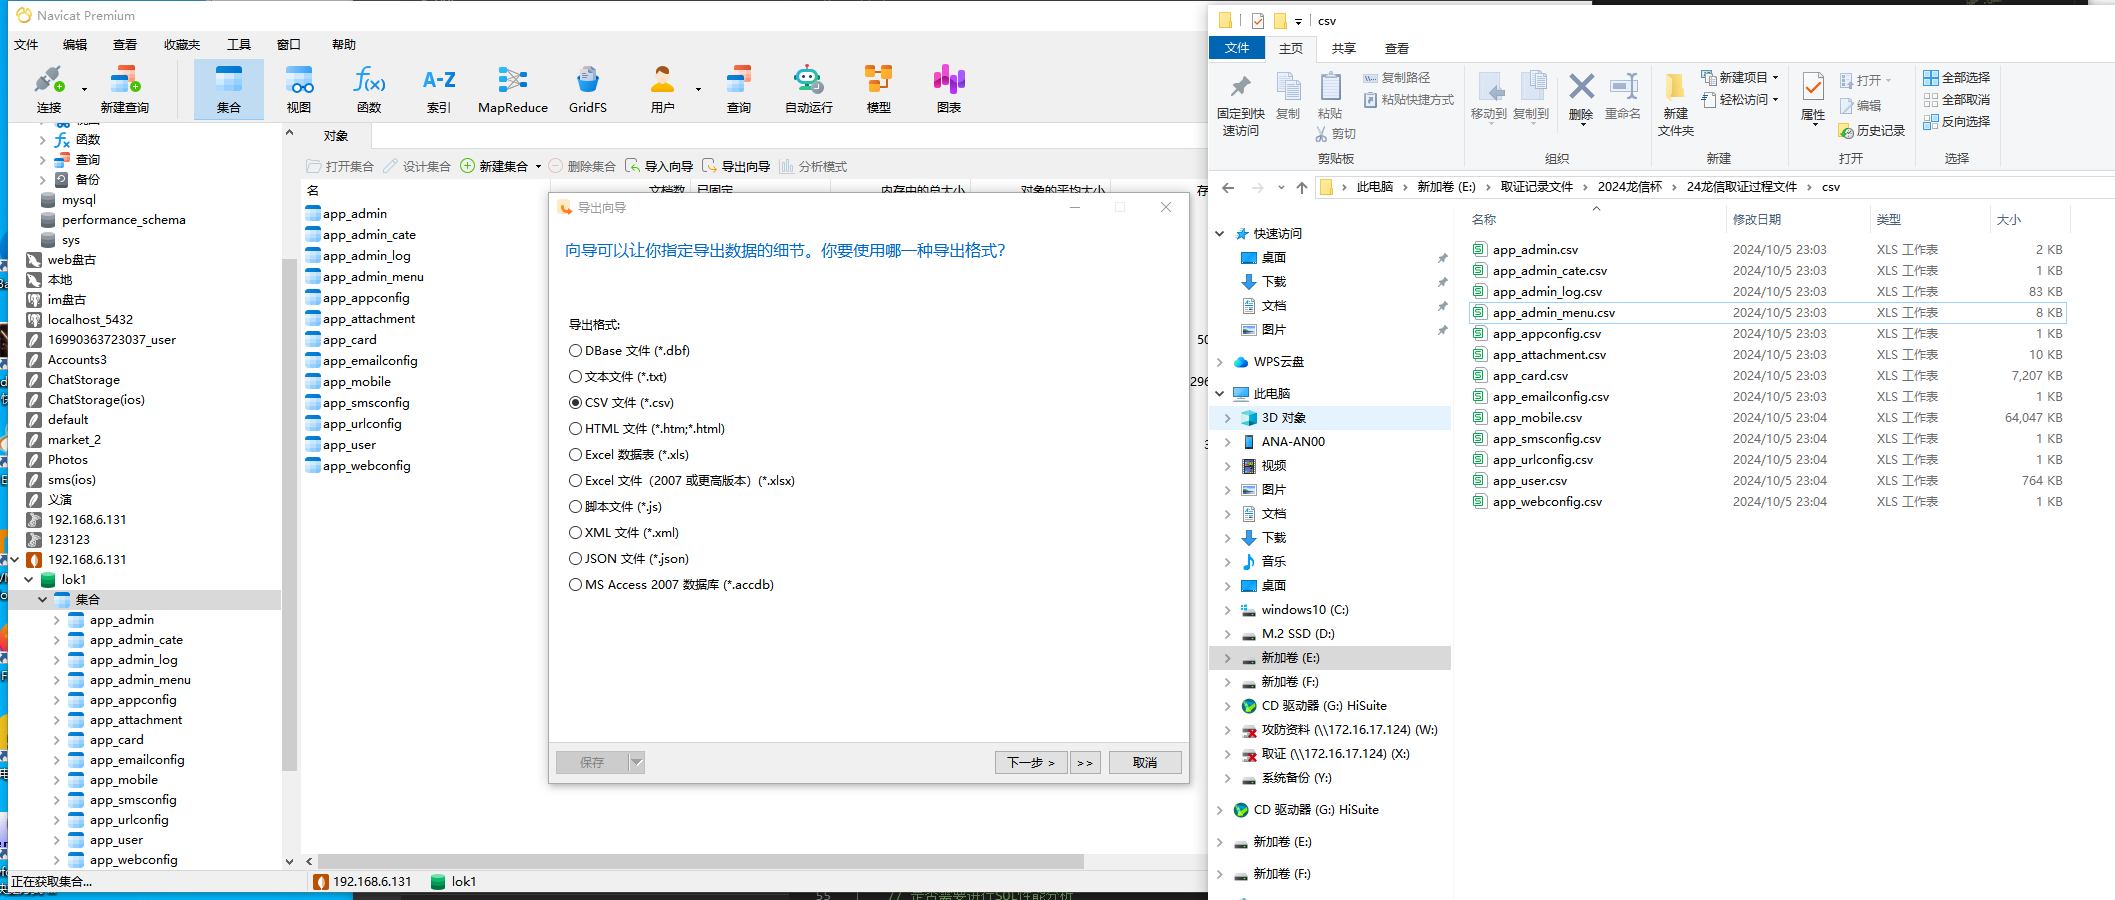 Navicat Premium
文件 编辑 查看 收藏夹 工具 窗口 帮助
连接 新建查询 集合 视图 函数 索引 MapReduce GridFS 用户 查询 自动运行 模型 图表
A-Z
函数
查询
备份
mysql
performance_schema
sys
web盘古
本地
im盘古
localhost_5432
16990363723037_user
Accounts3
ChatStorage
ChatStorage(ios)
default
market_2
Photos
sms(ios)
义演
192.168.6.131
123123
192.168.6.131
lok1
集合
app_admin
app_admin_cate
app_admin_log
app_admin_menu
app_appconfig
app_attachment
app_card
app_emailconfig
app_mobile
app_smsconfig
app_urlconfig
app_user
app_webconfig
正在获取集合...
对象
打开集合 设计集合 新建集合 删除集合 导入向导 导出向导 分析模式
名 文档数 已固定 内存中的总大小 对象的平均大小 存
app_admin
app_admin_cate
app_admin_log
app_admin_menu
app_appconfig
app_attachment
app_card
app_emailconfig
app_mobile
app_smsconfig
app_urlconfig
app_user
app_webconfig
50
296
192.168.6.131 lok1
导出向导
向导可以让你指定导出数据的细节。你要使用哪一种导出格式?
导出格式:
DBase 文件 (*.dbf)
文本文件 (*.txt)
CSV 文件 (*.csv)
HTML 文件 (*.htm;*.html)
Excel 数据表 (*.xls)
Excel 文件（2007 或更高版本）(*.xlsx)
脚本文件 (*.js)
XML 文件 (*.xml)
JSON 文件 (*.json)
MS Access 2007 数据库 (*.accdb)
保存 下一步 > >> 取消
55 // 是否需要进行SQL性能分析
csv
文件 主页 共享 查看
固定到快速访问 复制 粘贴 复制路径 粘贴快捷方式 剪切
剪贴板
移动到 复制到 删除 重命名
组织
新建文件夹 新建项目 轻松访问
新建
属性 打开 编辑 历史记录
打开
全部选择 全部取消 反向选择
选择
此电脑 › 新加卷 (E:) › 取证记录文件 › 2024龙信杯 › 24龙信取证过程文件 › csv
快速访问
桌面
下载
文档
图片
WPS云盘
此电脑
3D 对象
ANA-AN00
视频
图片
文档
下载
音乐
桌面
windows10 (C:)
M.2 SSD (D:)
新加卷 (E:)
新加卷 (F:)
CD 驱动器 (G:) HiSuite
攻防资料 (\\172.16.17.124) (W:)
取证 (\\172.16.17.124) (X:)
系统备份 (Y:)
CD 驱动器 (G:) HiSuite
新加卷 (E:)
新加卷 (F:)
名称 修改日期 类型 大小
app_admin.csv 2024/10/5 23:03 XLS 工作表 2 KB
app_admin_cate.csv 2024/10/5 23:03 XLS 工作表 1 KB
app_admin_log.csv 2024/10/5 23:03 XLS 工作表 83 KB
app_admin_menu.csv 2024/10/5 23:03 XLS 工作表 8 KB
app_appconfig.csv 2024/10/5 23:03 XLS 工作表 1 KB
app_attachment.csv 2024/10/5 23:03 XLS 工作表 10 KB
app_card.csv 2024/10/5 23:03 XLS 工作表 7,207 KB
app_emailconfig.csv 2024/10/5 23:03 XLS 工作表 1 KB
app_mobile.csv 2024/10/5 23:04 XLS 工作表 64,047 KB
app_smsconfig.csv 2024/10/5 23:04 XLS 工作表 1 KB
app_urlconfig.csv 2024/10/5 23:04 XLS 工作表 1 KB
app_user.csv 2024/10/5 23:04 XLS 工作表 764 KB
app_webconfig.csv 2024/10/5 23:04 XLS 工作表 1 KB